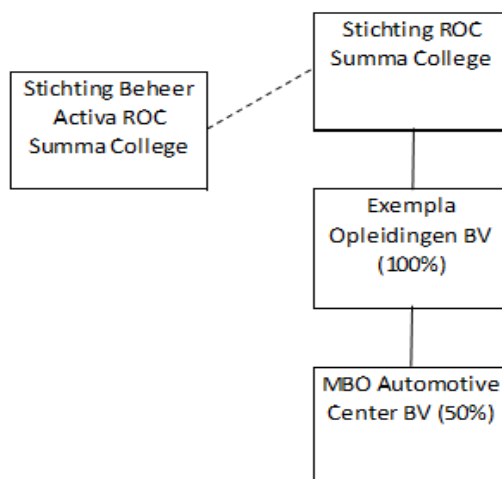 Stichting ROC
Summa College
Stichting Beheer
Activa ROC
Summa College
Exempla
Opleidingen BV
(100%)
MBO Automotive
Center BV (50%)